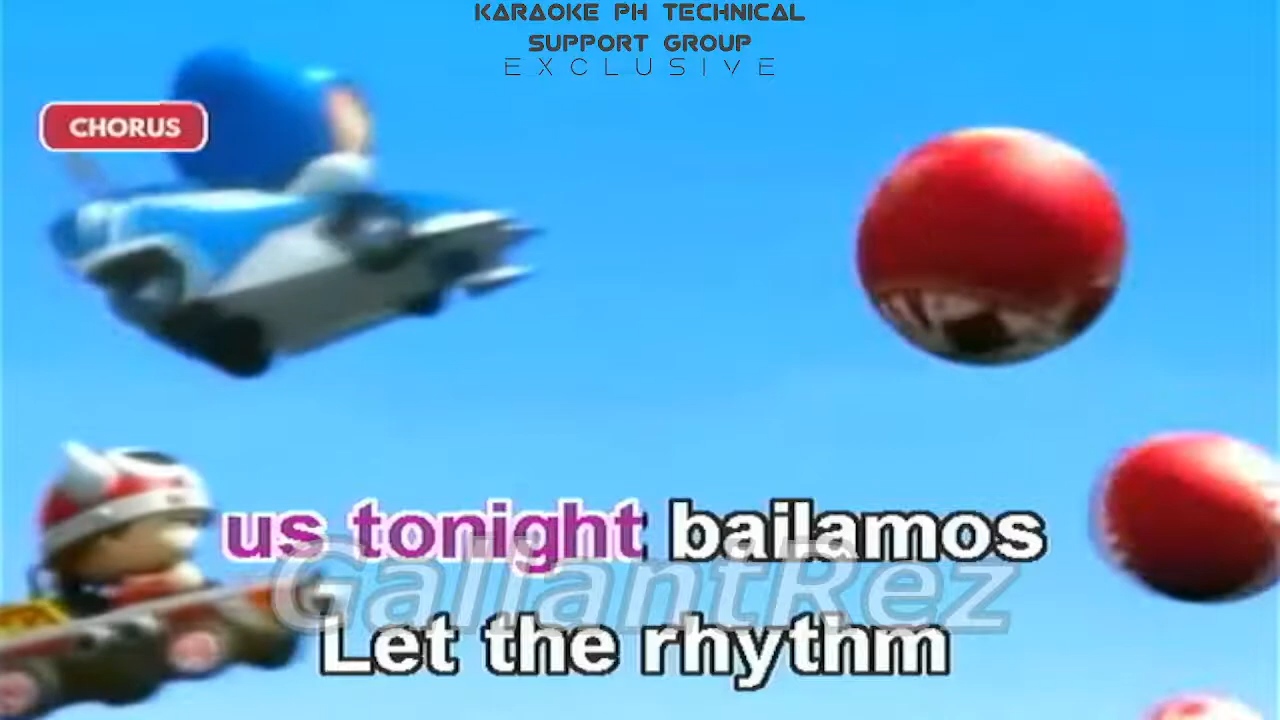 KARAOKE PH TECHNICAL
SUPPORT GROUP
EXCLUSIVE
CHORUS
us tonight bailamos
GallantRez
Let the rhythm